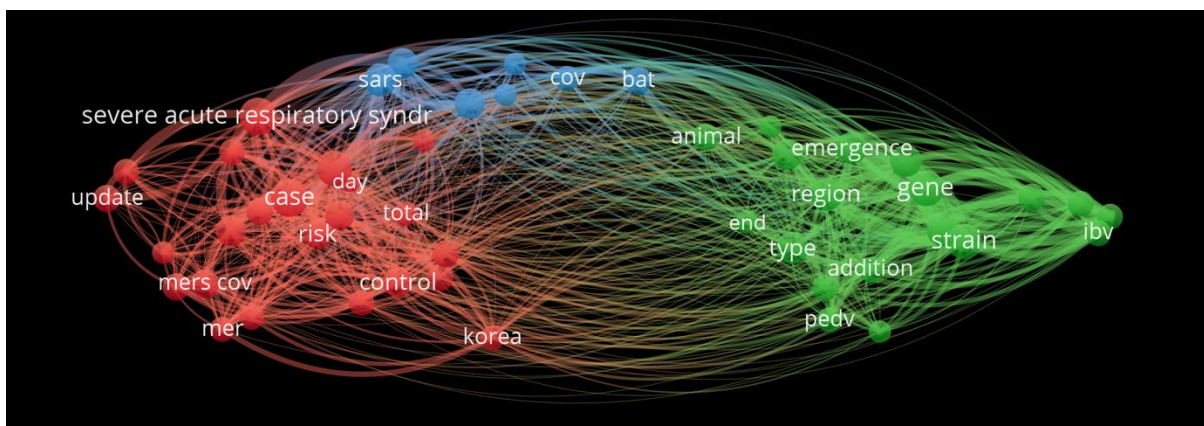 sars
cov
bat
severe acute respiratory syndr
animal
emergence
update
case
day
total
risk
region
gene
end
type
strain
ibv
addition
mers cov
control
mer
korea
pedv